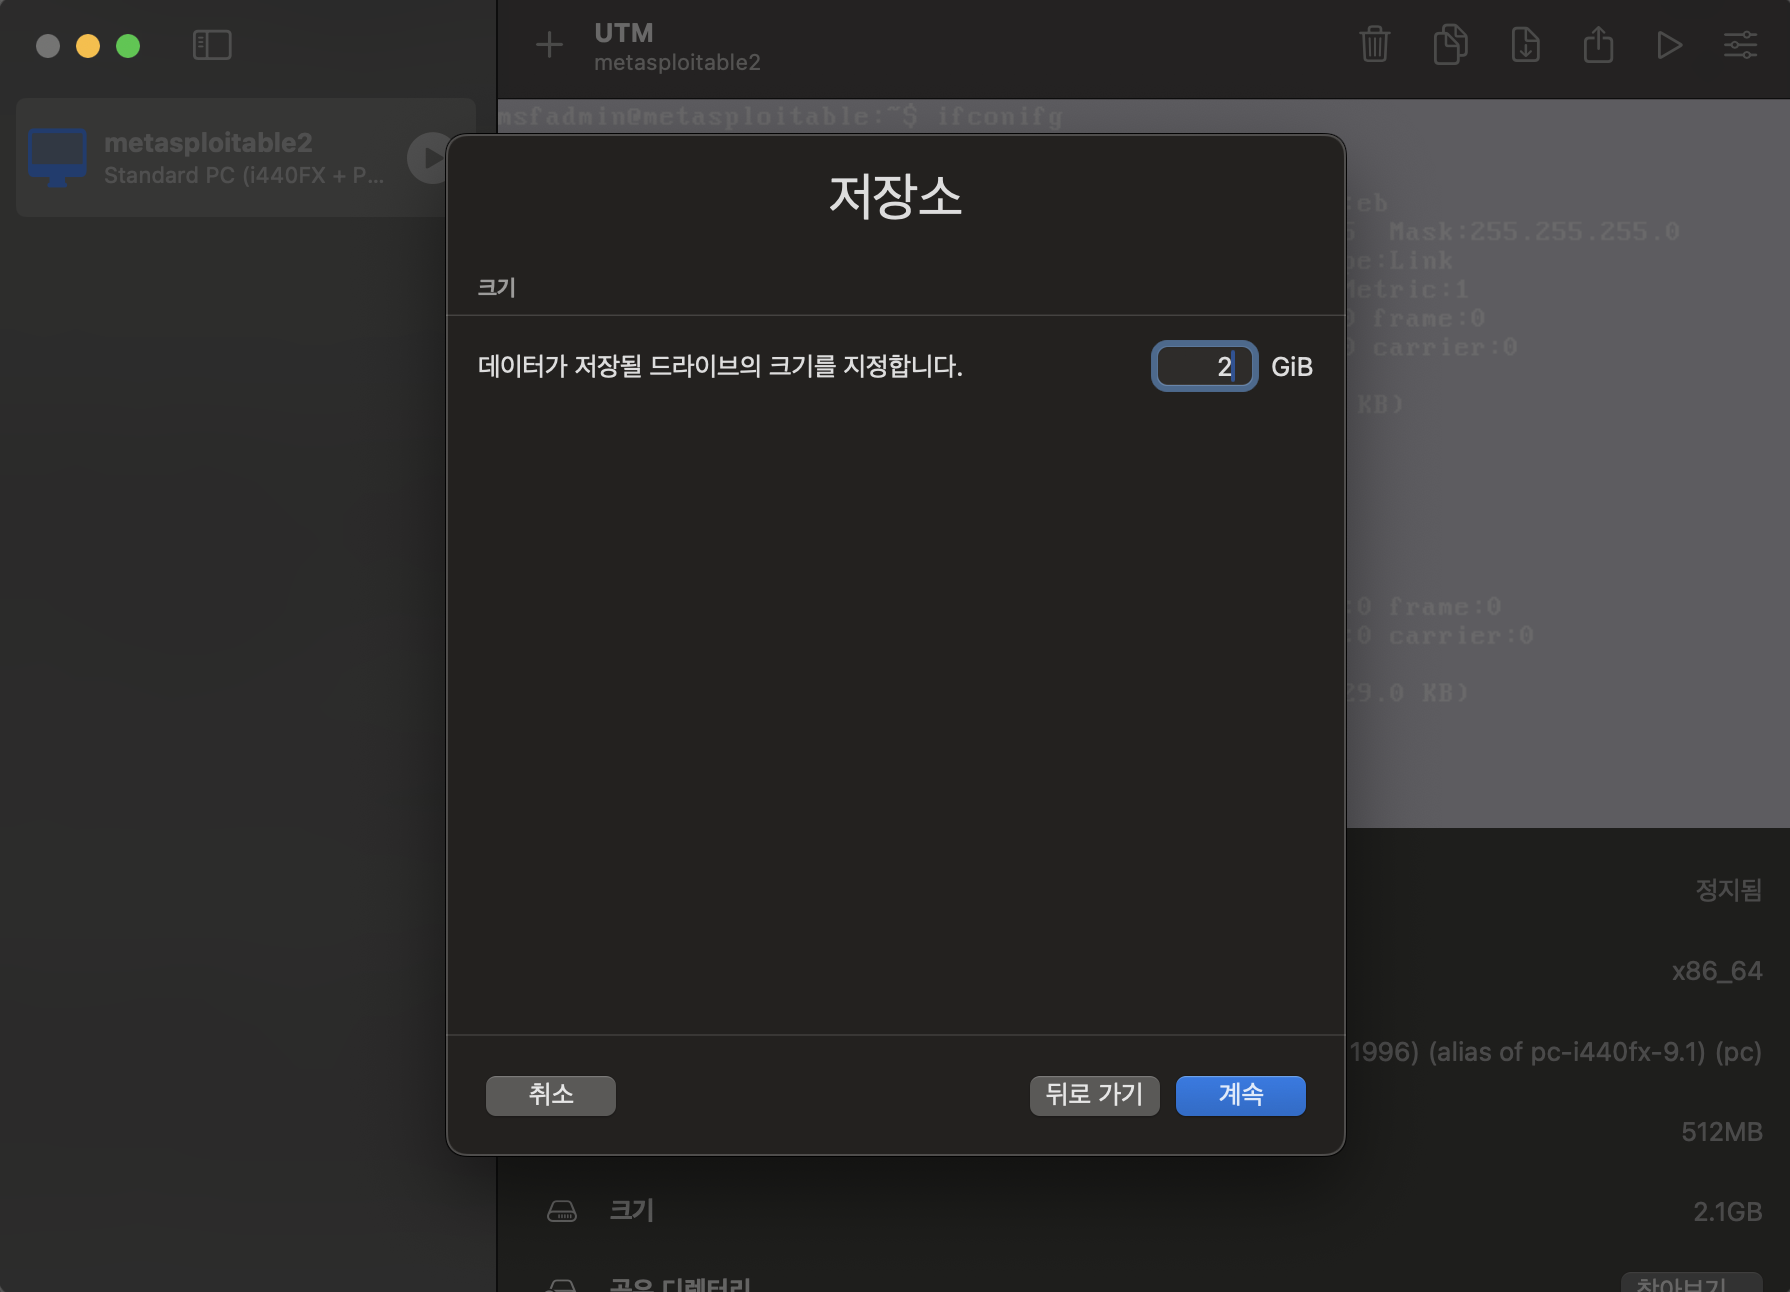 UTM
metasploitable2
metasploitable2
Standard PC (i440FX + P...
msfadmin@metasploitable:~$ ifconifg
저장소
크기
데이터가 저장될 드라이브의 크기를 지정합니다.
2 GiB
:eb
Mask:255.255.255.0
:Link
Metric:1
frame:0
carrier:0
KB)
:0 frame:0
:0 carrier:0
29.0 KB)
취소
뒤로 가기
계속
정지됨
x86_64
1996) (alias of pc-i440fx-9.1) (pc)
512MB
크기
2.1GB
공유 디렉터리
찾아보기